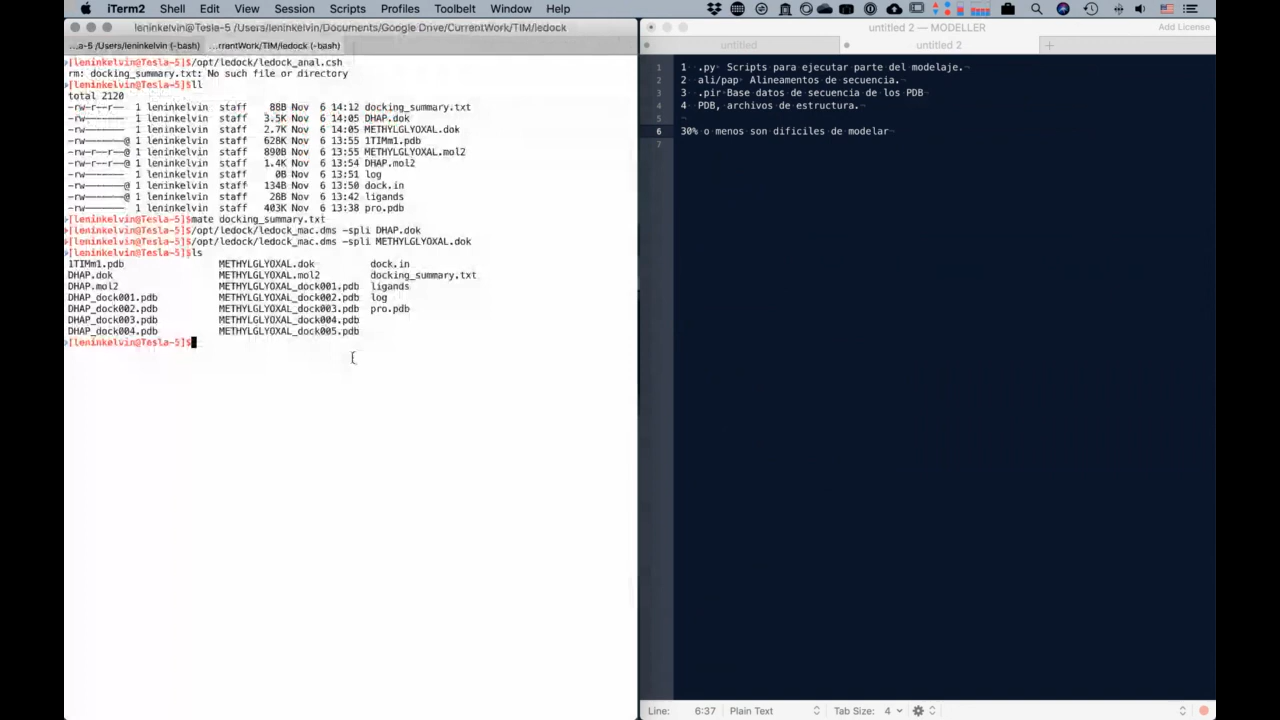 iTerm2 Shell Edit View Session Scripts Profiles Toolbelt Window Help
leninkelvin@Tesla-5 /Users/leninkelvin/Documents/Google Drive/CurrentWork/TIM/ledock
...a-5 /Users/leninkelvin (-bash) ...rrentWork/TIM/ledock (-bash)
[leninkelvin@Tesla-5]$/opt/ledock/ledock_anal.csh
rm: docking_summary.txt: No such file or directory
[leninkelvin@Tesla-5]$ll
total 2120
-rw-r--r-- 1 leninkelvin staff 88B Nov 6 14:12 docking_summary.txt
-rw------- 1 leninkelvin staff 3.5K Nov 6 14:05 DHAP.dok
-rw------- 1 leninkelvin staff 2.7K Nov 6 14:05 METHYLGLYOXAL.dok
-rw-------@ 1 leninkelvin staff 628K Nov 6 13:55 1TIMm1.pdb
-rw-r--r--@ 1 leninkelvin staff 890B Nov 6 13:55 METHYLGLYOXAL.mol2
-rw-r--r--@ 1 leninkelvin staff 1.4K Nov 6 13:54 DHAP.mol2
-rw------- 1 leninkelvin staff 0B Nov 6 13:51 log
-rw-------@ 1 leninkelvin staff 134B Nov 6 13:50 dock.in
-rw-------@ 1 leninkelvin staff 28B Nov 6 13:42 ligands
-rw------- 1 leninkelvin staff 403K Nov 6 13:38 pro.pdb
[leninkelvin@Tesla-5]$mate docking_summary.txt
[leninkelvin@Tesla-5]$/opt/ledock/ledock_mac.dms -spli DHAP.dok
[leninkelvin@Tesla-5]$/opt/ledock/ledock_mac.dms -spli METHYLGLYOXAL.dok
[leninkelvin@Tesla-5]$ls
1TIMm1.pdb METHYLGLYOXAL.dok dock.in
DHAP.dok METHYLGLYOXAL.mol2 docking_summary.txt
DHAP.mol2 METHYLGLYOXAL_dock001.pdb ligands
DHAP_dock001.pdb METHYLGLYOXAL_dock002.pdb log
DHAP_dock002.pdb METHYLGLYOXAL_dock003.pdb pro.pdb
DHAP_dock003.pdb METHYLGLYOXAL_dock004.pdb
DHAP_dock004.pdb METHYLGLYOXAL_dock005.pdb
[leninkelvin@Tesla-5]$
untitled 2 — MODELLER Add License
untitled untitled 2
1 .py Scripts para ejecutar parte del modelaje.
2 ali/pap Alineamentos de secuencia.
3 .pir Base datos de secuencia de los PDB
4 PDB, archivos de estructura.
6 30% o menos son dificiles de modelar
7
Line: 6:37 Plain Text Tab Size: 4